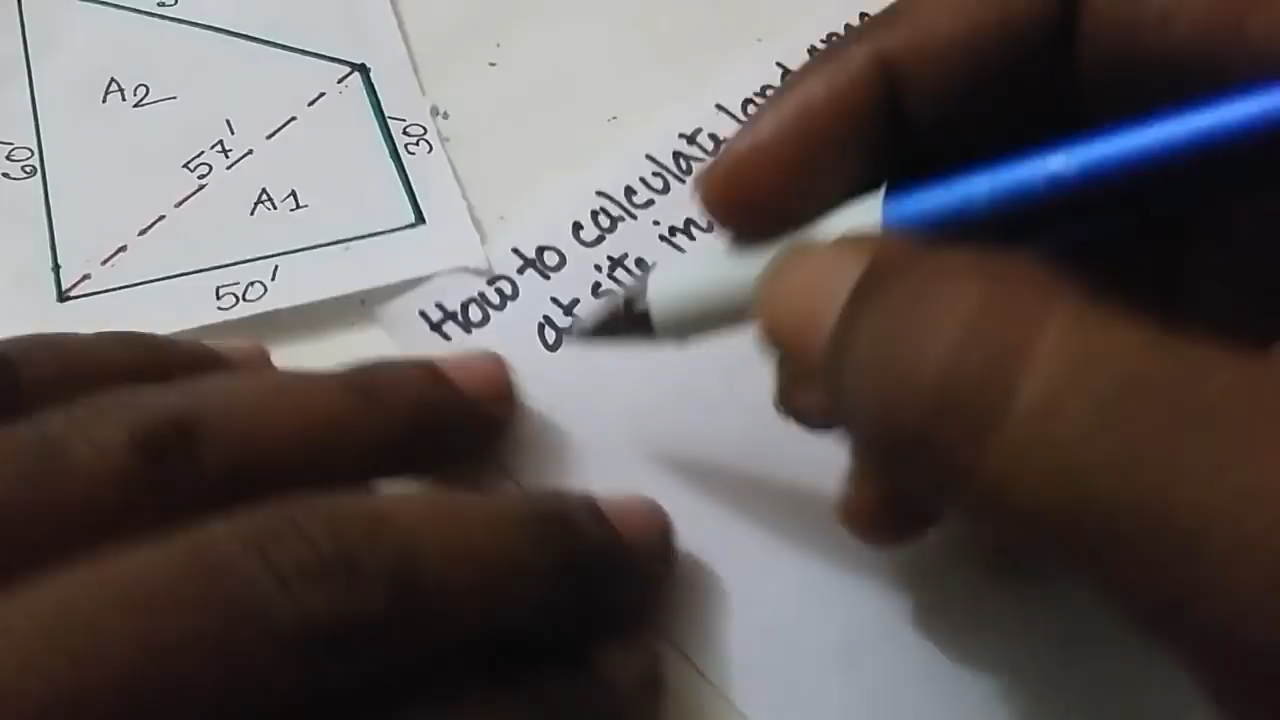 A2
60'
57'
30'
A1
50'
How to calculate land
at site in